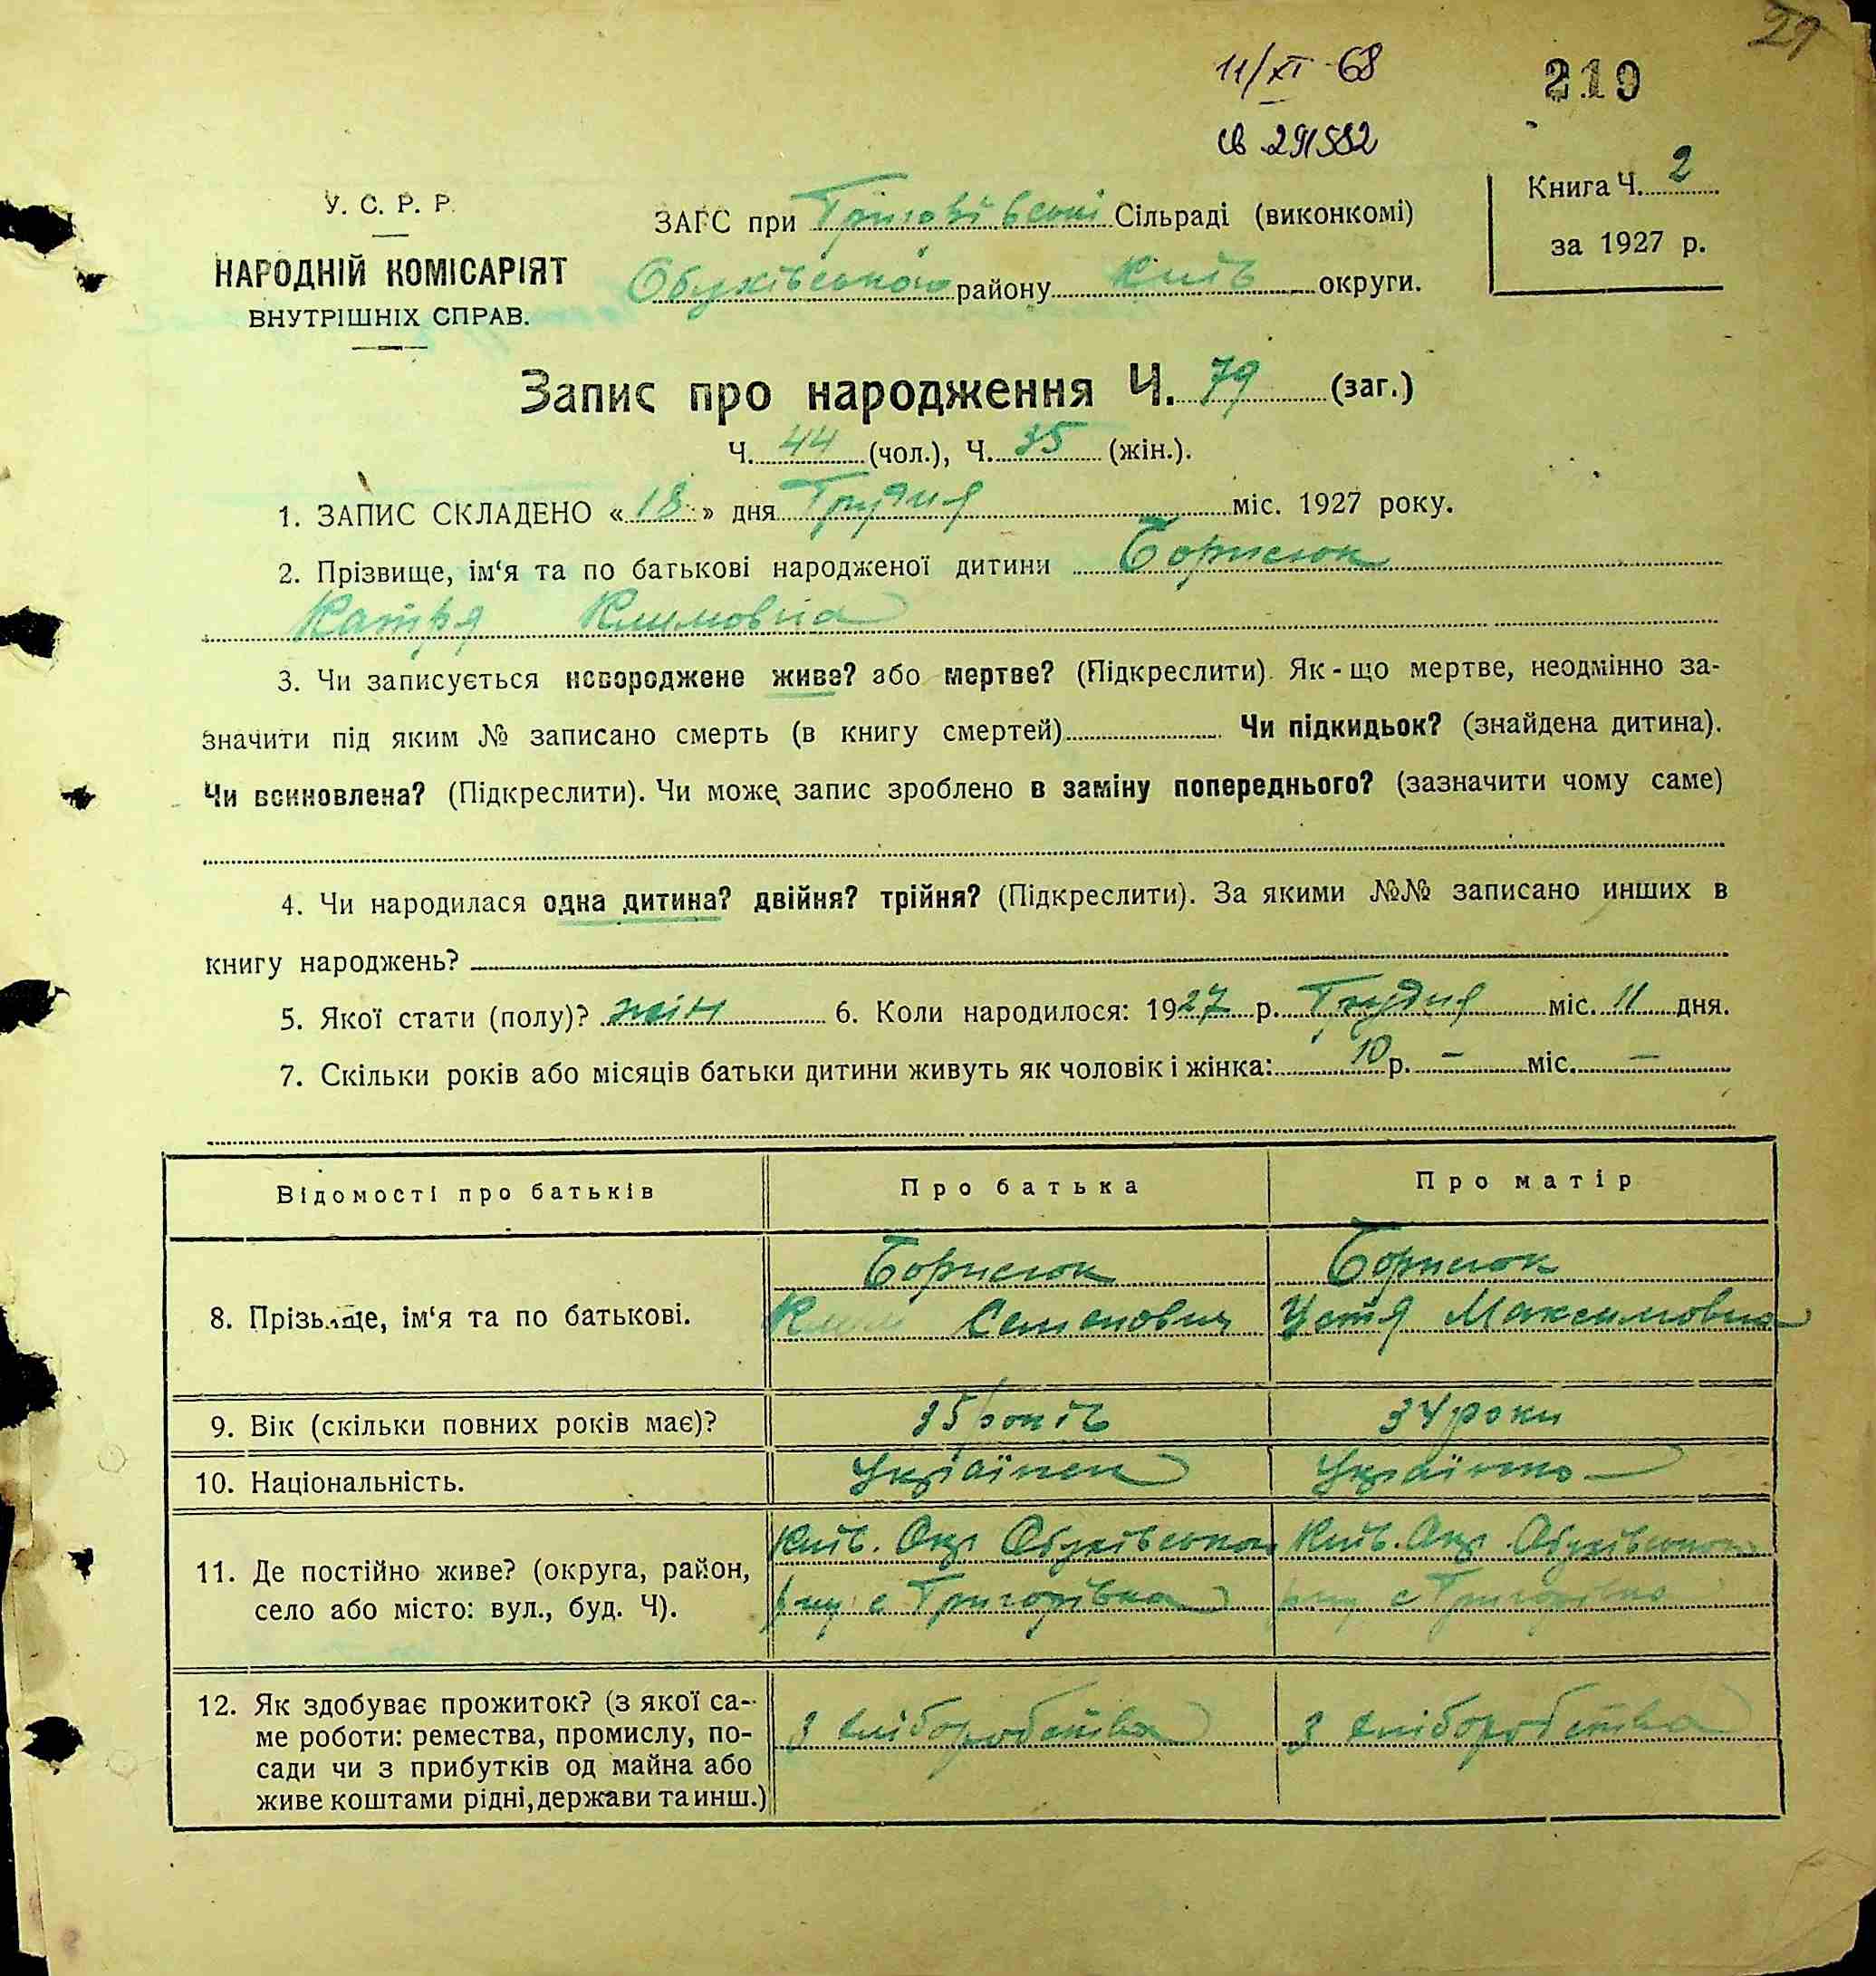 29
11/XI-68
св 291582
219
У. С. Р. Р.
НАРОДНІЙ КОМІСАРІЯТ
ВНУТРІШНІХ СПРАВ.
ЗАГС при Григорівські Сільраді (виконкомі)
Обухівського району Київ округи.
Книга Ч. 2
за 1927 р.
Запис про народження Ч. 79 (заг.)
Ч. 44 (чол.), Ч. 35 (жін.).
1. ЗАПИС СКЛАДЕНО « 18 » дня Грудня міс. 1927 року.
2. Прізвище, ім‘я та по батькові народженої дитини Борисюк
Катря Климовна
3. Чи записується новороджене живе? або мертве? (Підкреслити). Як-що мертве, неодмінно за-
значити під яким № записано смерть (в книгу смертей) Чи підкидьок? (знайдена дитина).
Чи всиновлена? (Підкреслити). Чи може, запис зроблено в заміну попереднього? (зазначити чому саме)
4. Чи народилася одна дитина? двійня? трійня? (Підкреслити). За якими №№ записано инших в
книгу народжень?
5. Якої стати (полу)? жін 6. Коли народилося: 1927 р. Грудня міс. 11 дня.
7. Скільки років або місяців батьки дитини живуть як чоловік і жінка: 10 р. — міс. —
Відомості про батьків Про батька Про матір
8. Прізвище, ім‘я та по батькові. Борисюк Борисюк
Клим Семенович Устя Максимовна
9. Вік (скільки повних років має)? 35 років 34 роки
10. Національність. Українец Українка
11. Де постійно живе? (округа, район, Київ. Окр Обухівського Київ. Окр. Обухівського
село або місто: вул., буд. Ч). р-ну с Григорівка р-ну с Григорівка
12. Як здобуває прожиток? (з якої са-
ме роботи: ремества, промислу, по- З хліборобства З хліборобства
сади чи з прибутків од майна або
живе коштами рідні, держави та инш.)